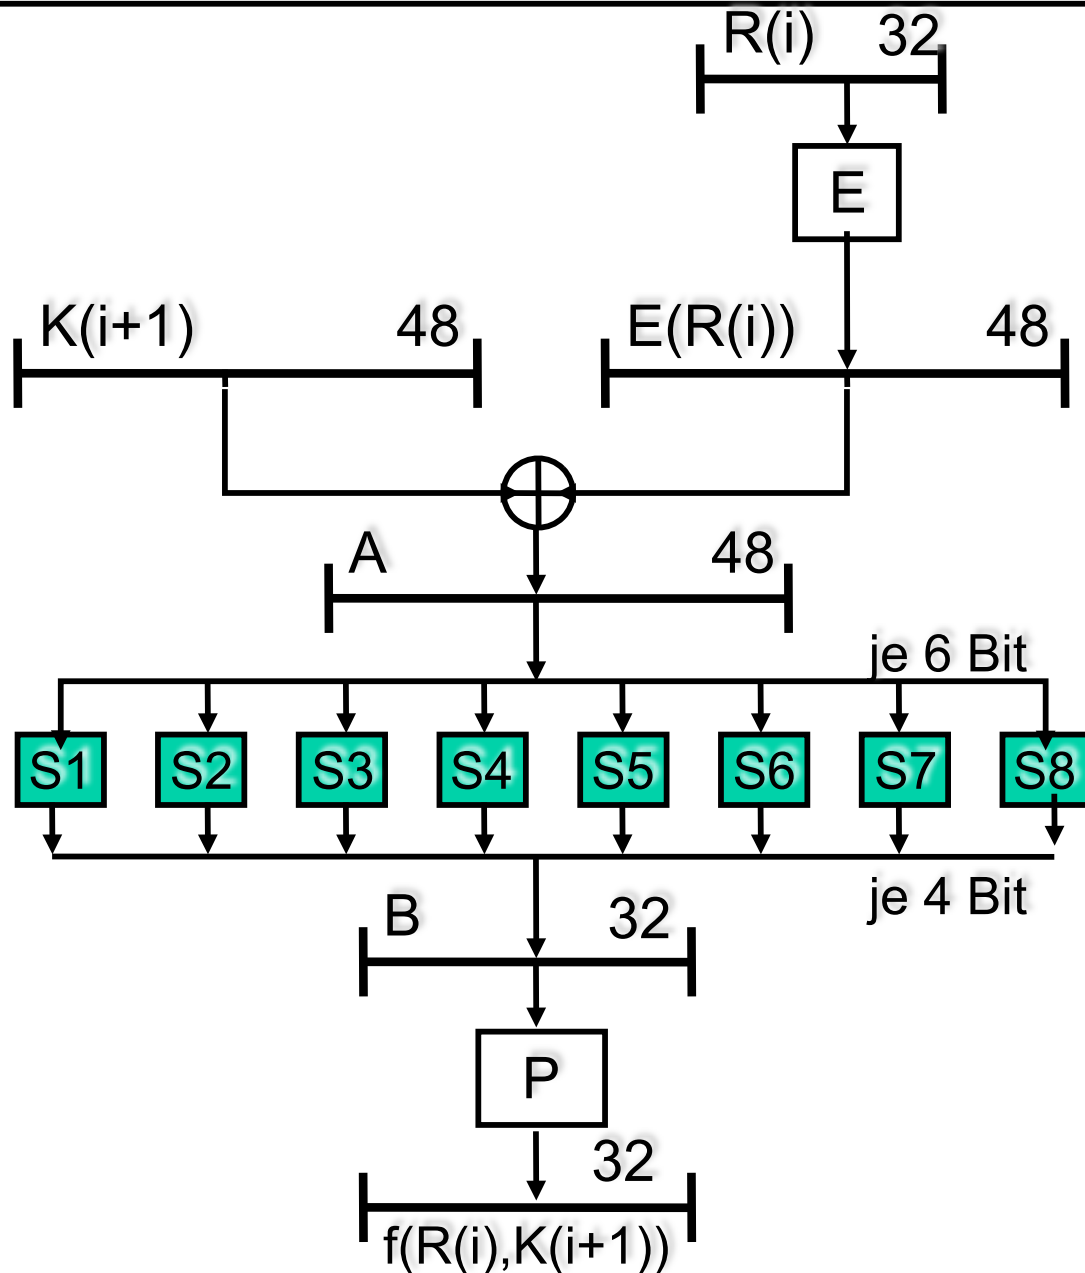 R(i) 32
E
K(i+1) 48 E(R(i)) 48
A 48
je 6 Bit
S1 S2 S3 S4 S5 S6 S7 S8
je 4 Bit
B 32
P
32
f(R(i),K(i+1))